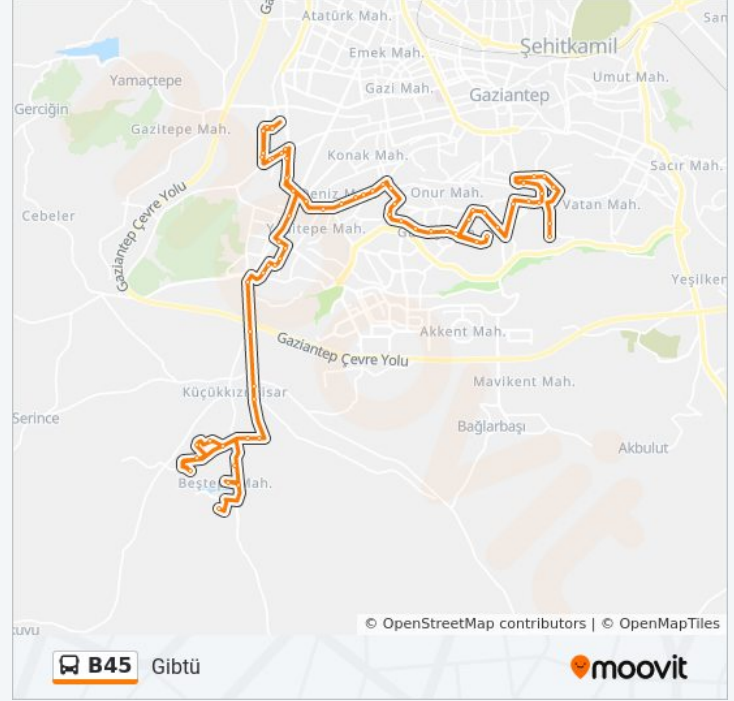 Atatürk Mah.
Emek Mah.
Şehitkamil
Yamaçtepe
Umut Mah.
Gazi Mah.
Gaziantep
Gerciğin
Gazitepe Mah.
Konak Mah.
Sacır Mah.
Onur Mah.
Vatan Mah.
Cebeler
Gaziantep Çevre Yolu
Akkent Mah.
Gaziantep Çevre Yolu
Mavikent Mah.
Serince
Bağlarbaşı
Akbulut
© OpenStreetMap contributors | © OpenMapTiles
B45 Gibtü
moovit